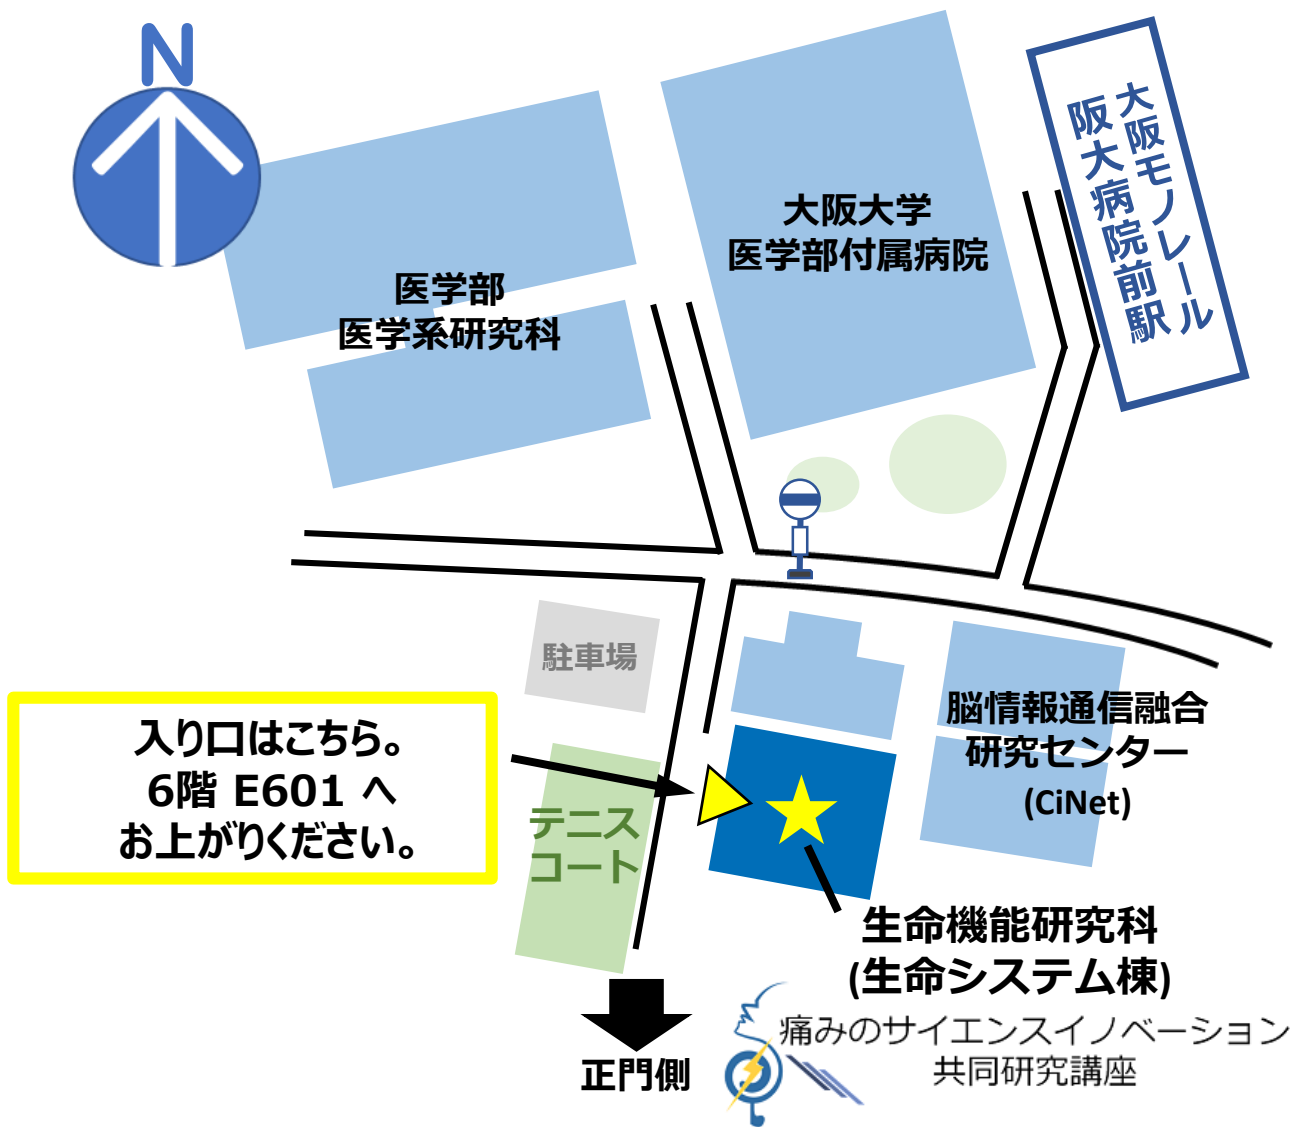 N
大阪モノレール
阪大病院前駅
大阪大学
医学部付属病院
医学部
医学系研究科
駐車場
脳情報通信融合
研究センター
(CiNet)
入り口はこちら。
6階 E601 へ
お上がりください。
テニス
コート
生命機能研究科
(生命システム棟)
痛みのサイエンスイノベーション
共同研究講座
正門側